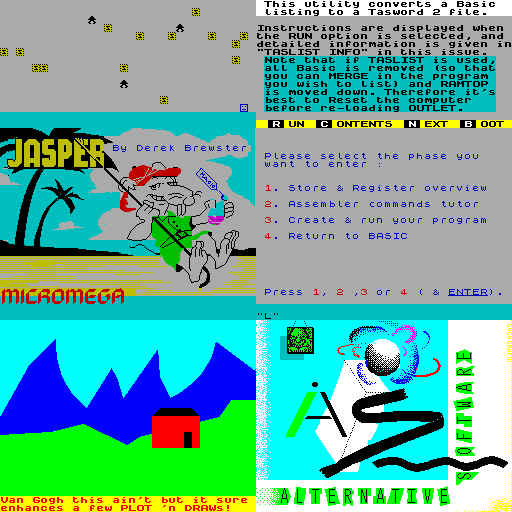 This utility converts a Basic
listing to a Tasword 2 file.
Instructions are displayed when
the RUN option is selected, and
detailed information is given in
"TASLIST INFO" in this issue.
Note that if TASLIST is used,
all Basic is removed (so that
you can MERGE in the program
you wish to list) and RAMTOP
is moved down. Therefore it's
best to Reset the computer
before re-loading OUTLET.
RUN CONTENTS NEXT BOOT
JASPER
By Derek Brewster
MAGIC
MICROMEGA
Please select the phase you
want to enter :
1. Store & Register overview
2. Assembler commands tutor
3. Create & run your program
4. Return to BASIC
Press 1, 2 ,3 or 4 ( & ENTER).
"L"
Van Gogh this ain't but it sure
enhances a few PLOT 'n DRAWs!
ALTERNATIVE
SOFTWARE